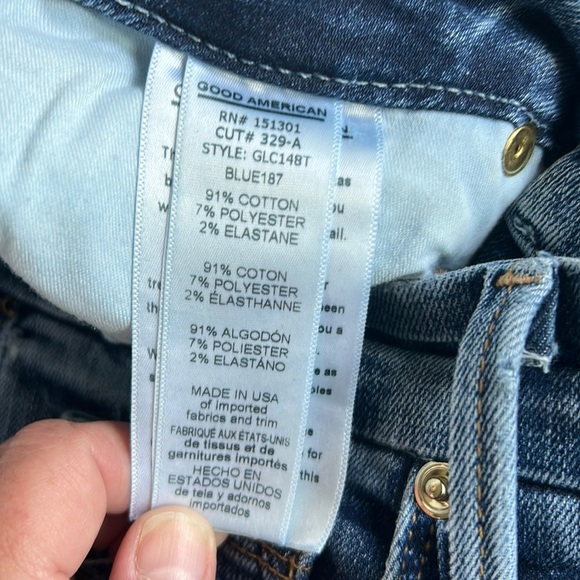 GOOD AMERICAN
RN# 151301
CUT# 329-A
STYLE: GLC148T
BLUE187
91% COTTON
7% POLYESTER
2% ELASTANE
91% COTON
7% POLYESTER
2% ÉLASTHANNE
91% ALGODÓN
7% POLIESTER
2% ELASTÁNO
MADE IN USA
of imported
fabrics and trim
FABRIQUÉ AUX ÉTATS-UNIS
de tissus et de
garnitures importés
HECHO EN
ESTADOS UNIDOS
de tela y adornos
importados